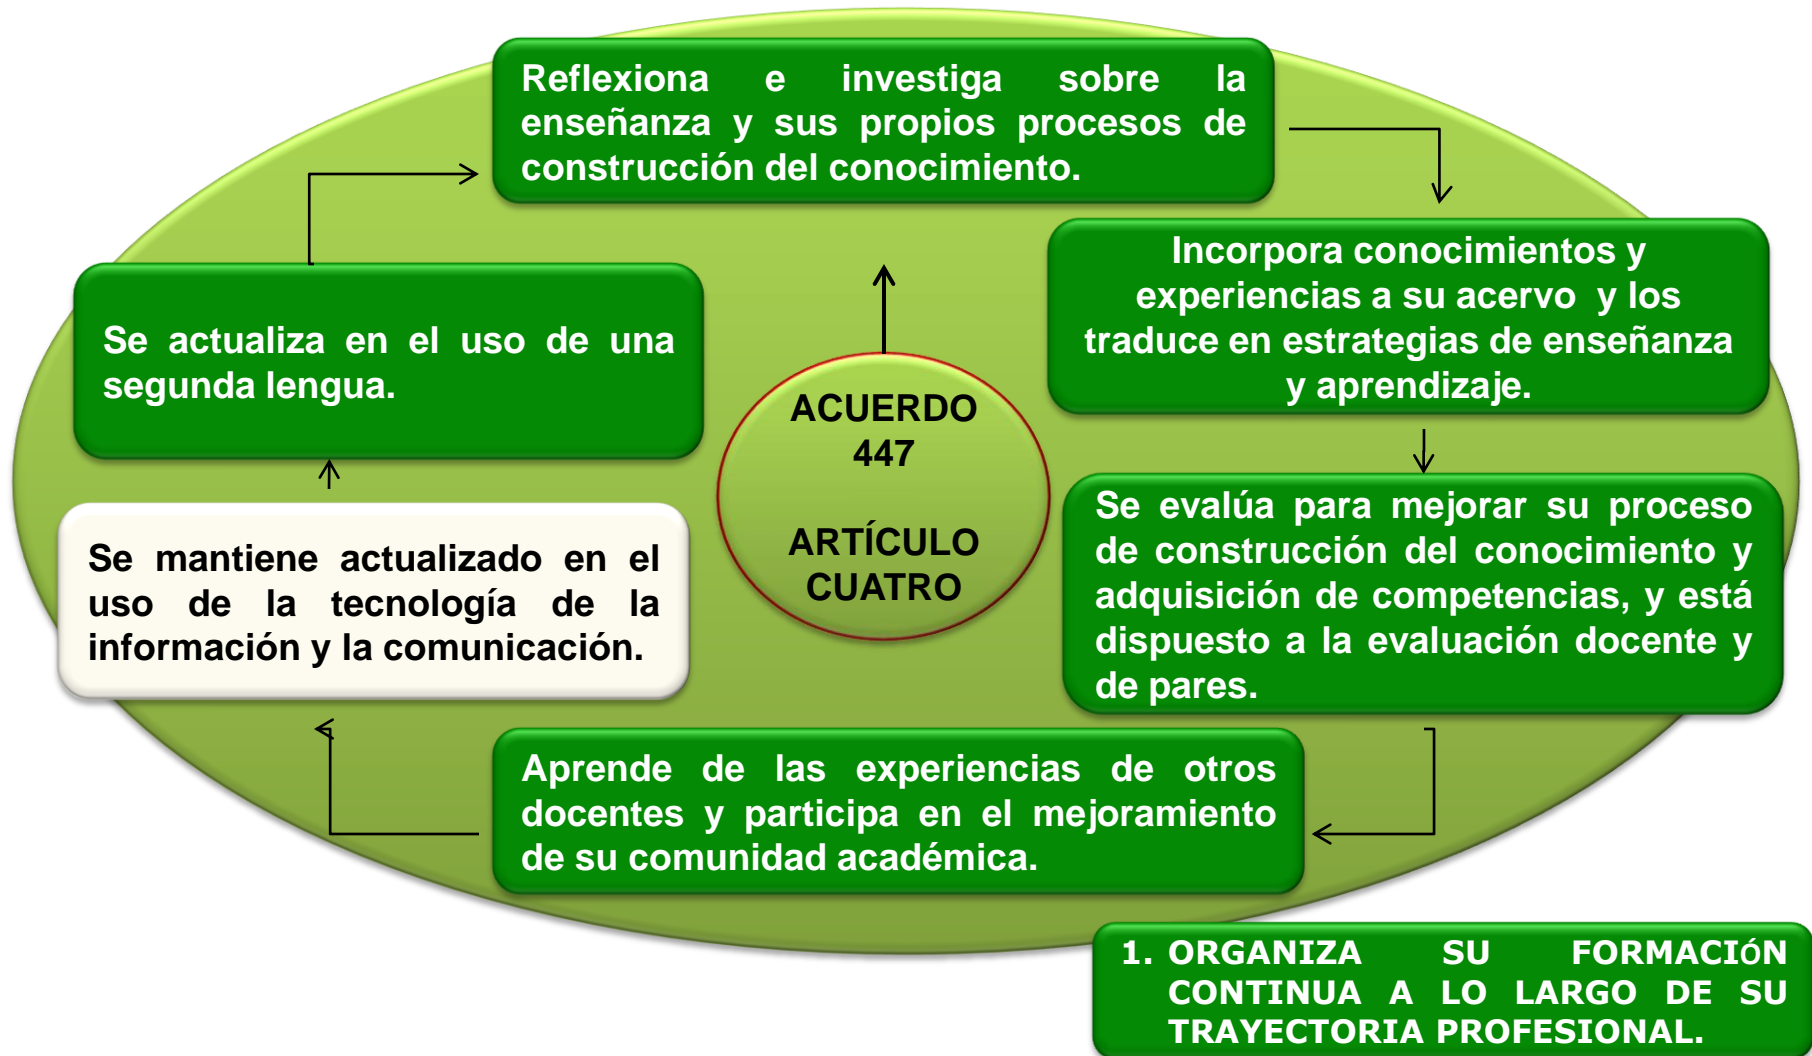 Reflexiona e investiga sobre la
enseñanza y sus propios procesos de
construcción del conocimiento.
Incorpora conocimientos y
experiencias a su acervo y los
traduce en estrategias de enseñanza
y aprendizaje.
Se evalúa para mejorar su proceso
de construcción del conocimiento y
adquisición de competencias, y está
dispuesto a la evaluación docente y
de pares.
Aprende de las experiencias de otros
docentes y participa en el mejoramiento
de su comunidad académica.
Se mantiene actualizado en el
uso de la tecnología de la
información y la comunicación.
Se actualiza en el uso de una
segunda lengua.
ACUERDO
447
ARTÍCULO
CUATRO
1. ORGANIZA SU FORMACIÓN
CONTINUA A LO LARGO DE SU
TRAYECTORIA PROFESIONAL.